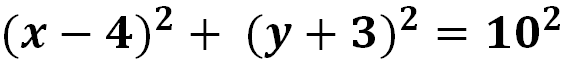 (x − 4)² + (y + 3)² = 10²